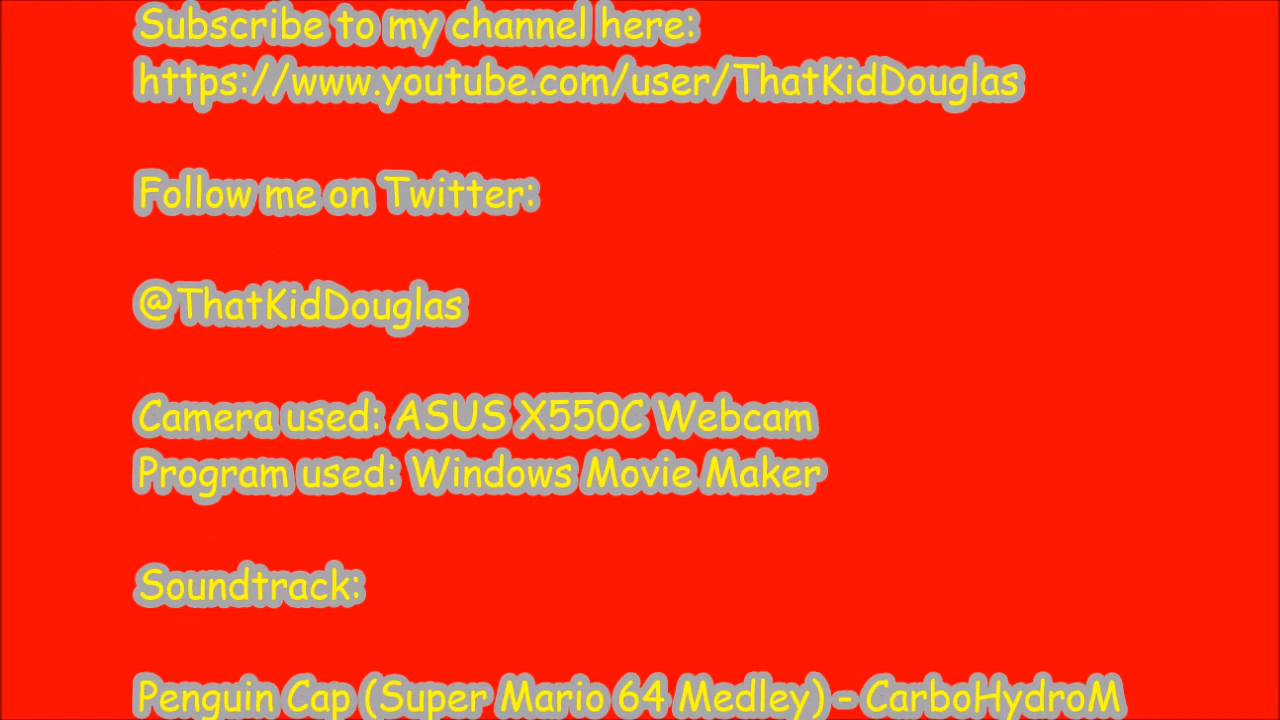 Subscribe to my channel here:
https://www.youtube.com/user/ThatKidDouglas
Follow me on Twitter:
@ThatKidDouglas
Camera used: ASUS X550C Webcam
Program used: Windows Movie Maker
Soundtrack:
Penguin Cap (Super Mario 64 Medley) - CarboHydroM